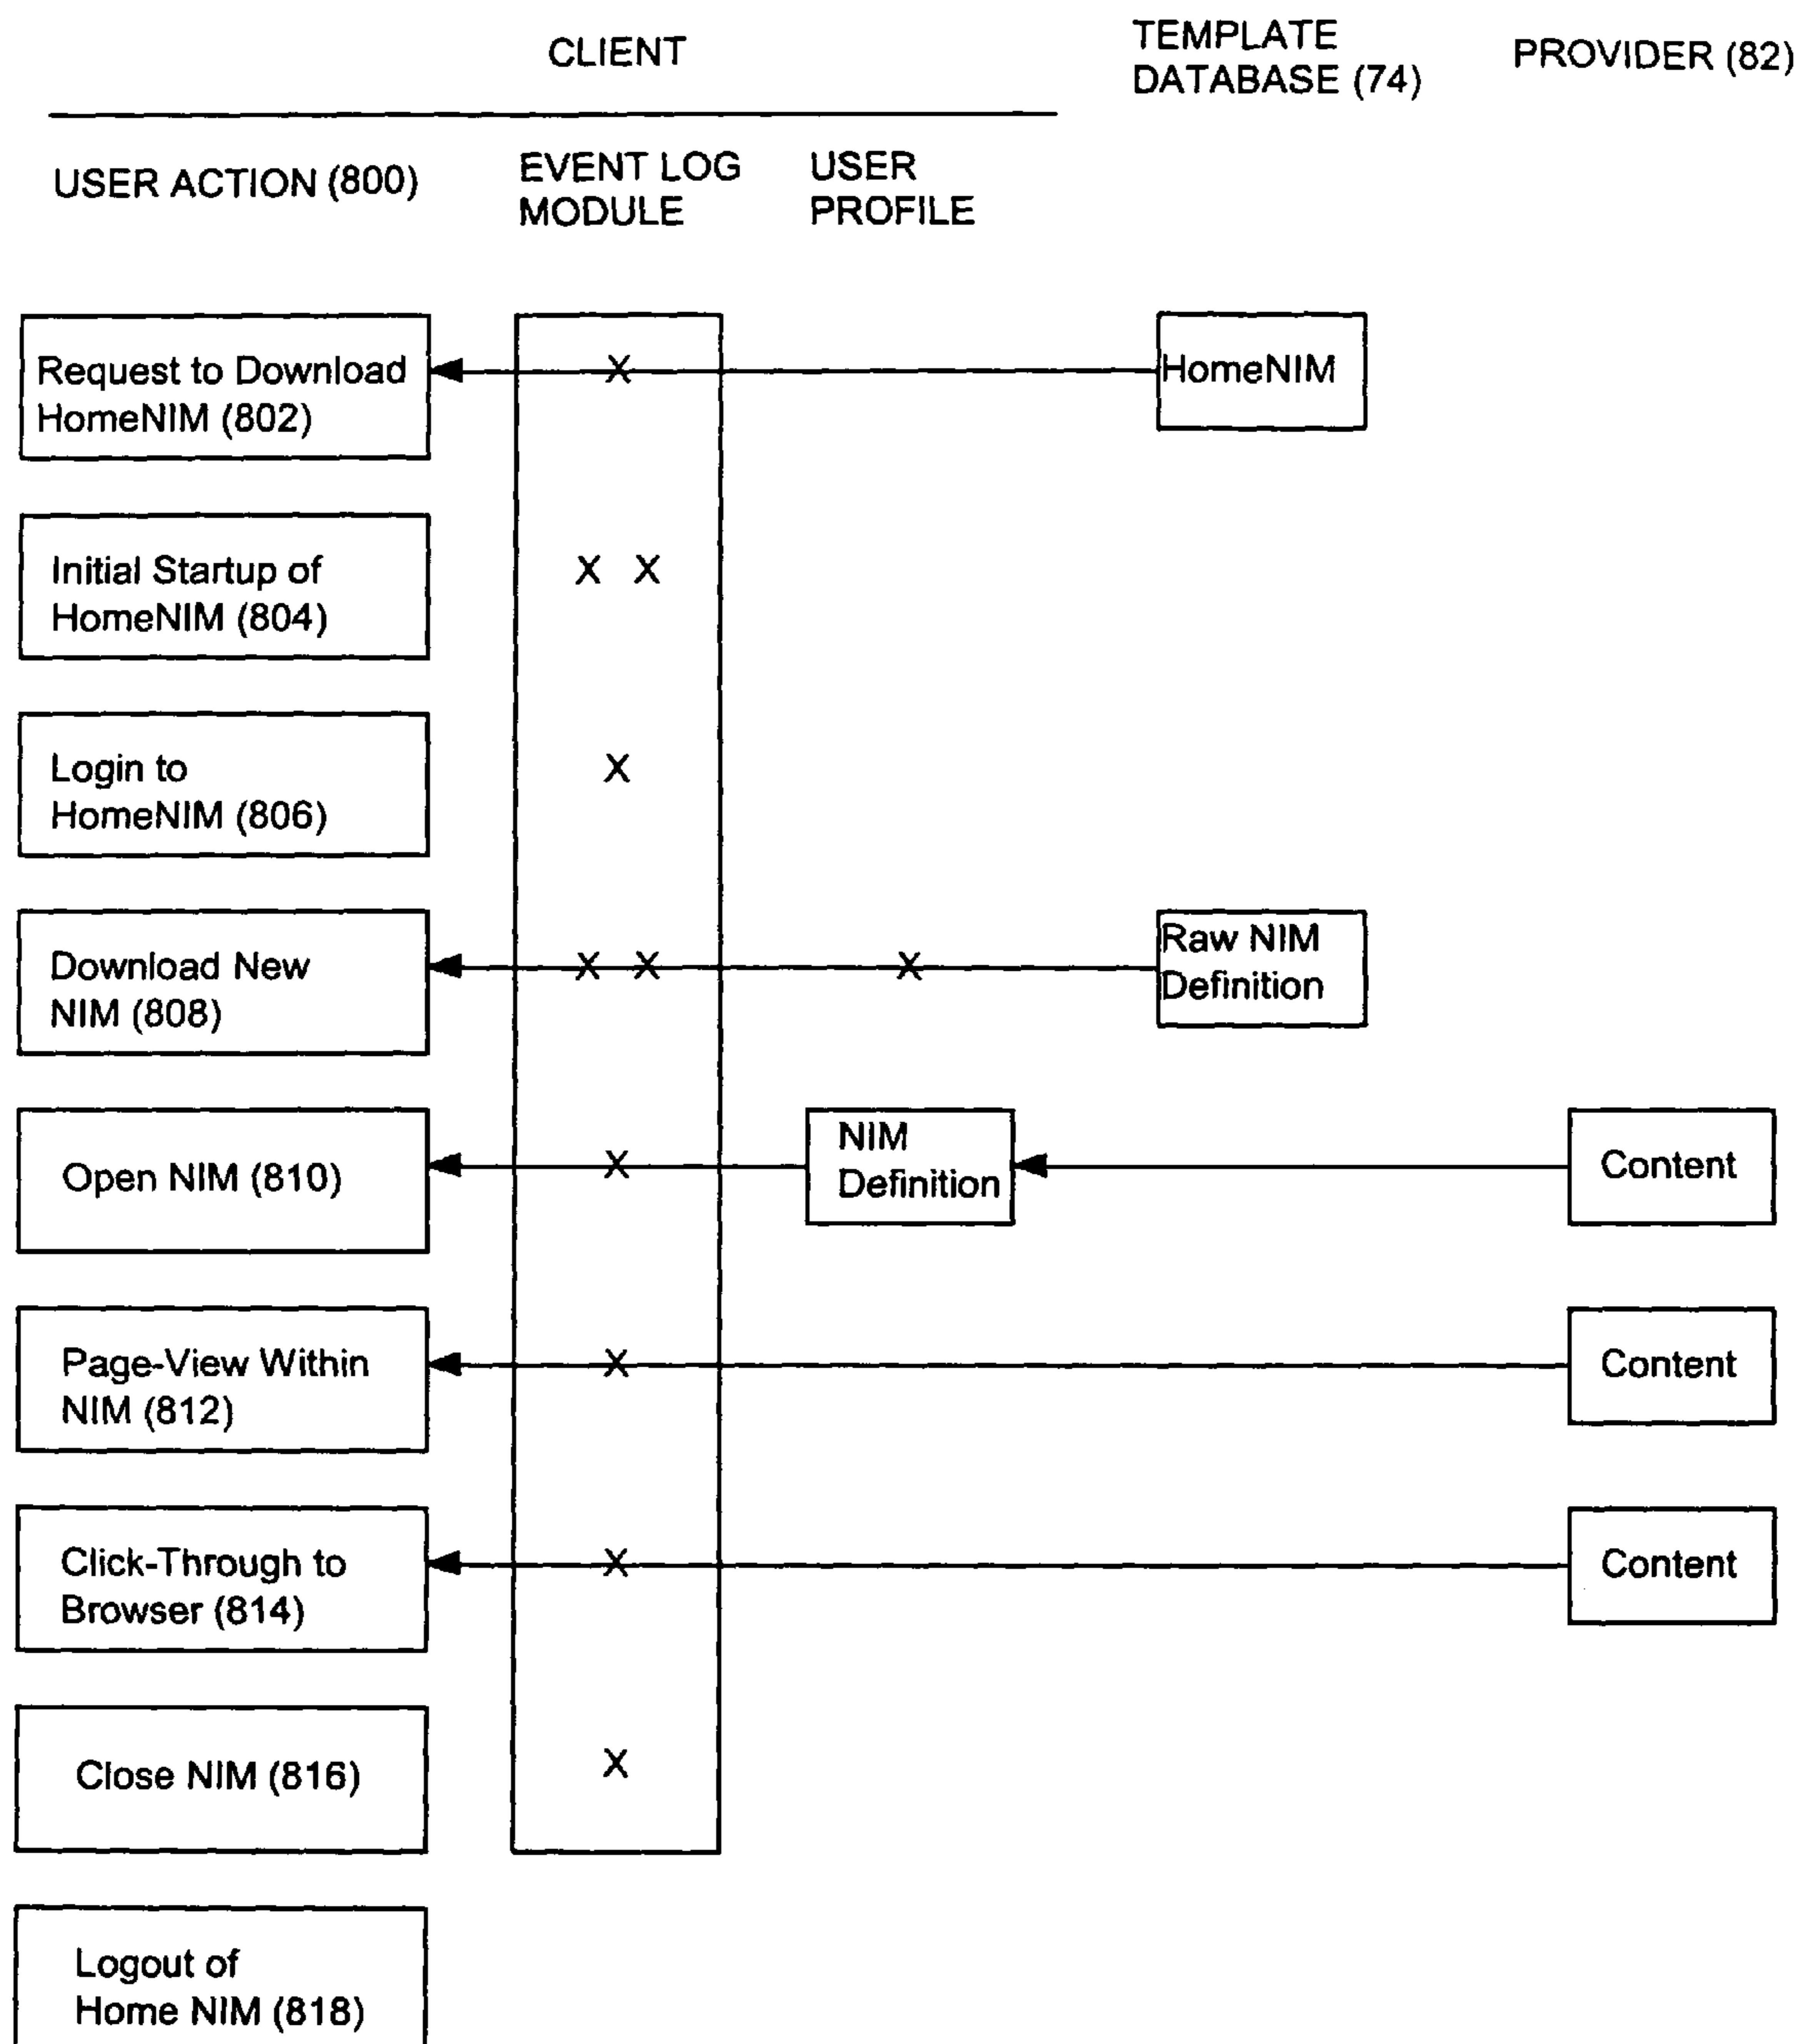 CLIENT
TEMPLATE
DATABASE (74)
PROVIDER (82)
USER ACTION (800)
EVENT LOG
MODULE
USER
PROFILE
Request to Download
HomeNIM (802)
X
HomeNIM
Initial Startup of
HomeNIM (804)
X X
Login to
HomeNIM (806)
X
Download New
NIM (808)
X X
X
Raw NIM
Definition
Open NIM (810)
X
NIM
Definition
Content
Page-View Within
NIM (812)
X
Content
Click-Through to
Browser (814)
X
Content
Close NIM (816)
X
Logout of
Home NIM (818)